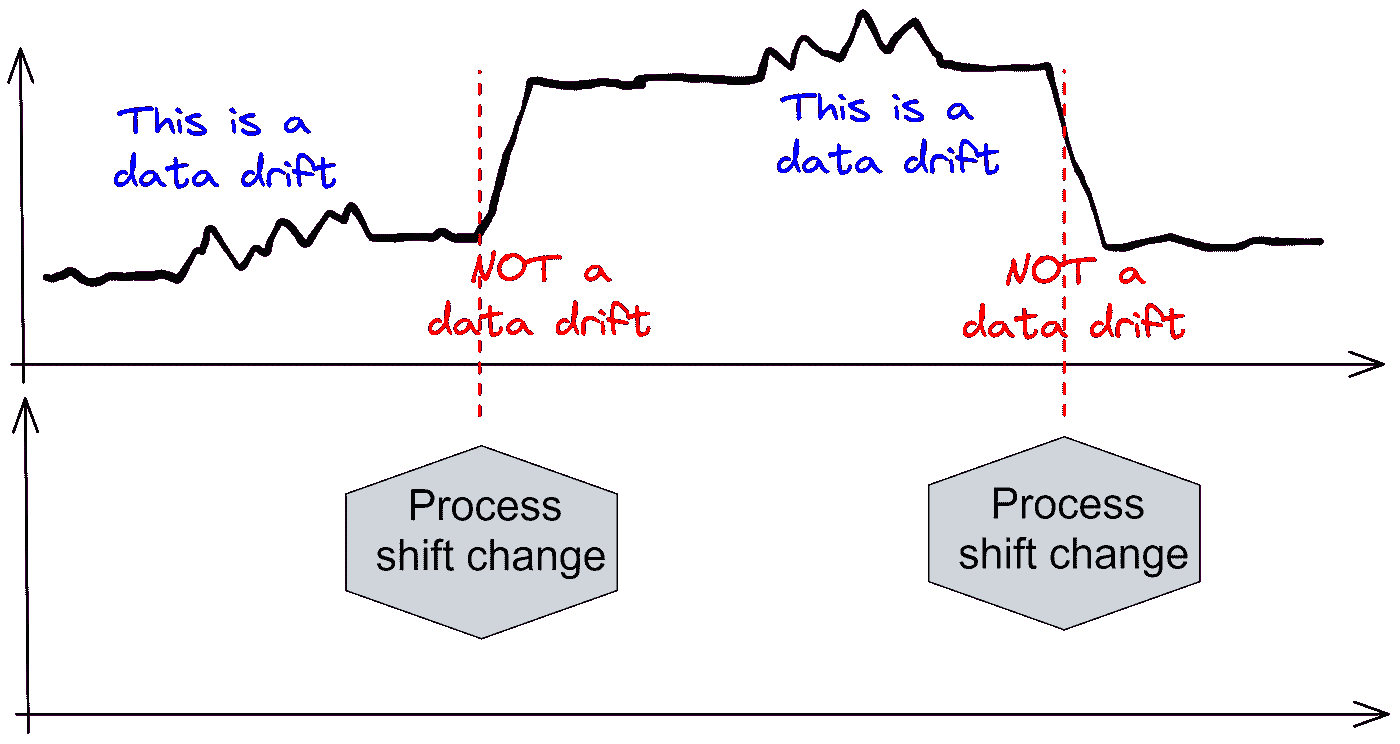 This is a
data drift
This is a
data drift
NOT a
data drift
NOT a
data drift
Process
shift change
Process
shift change